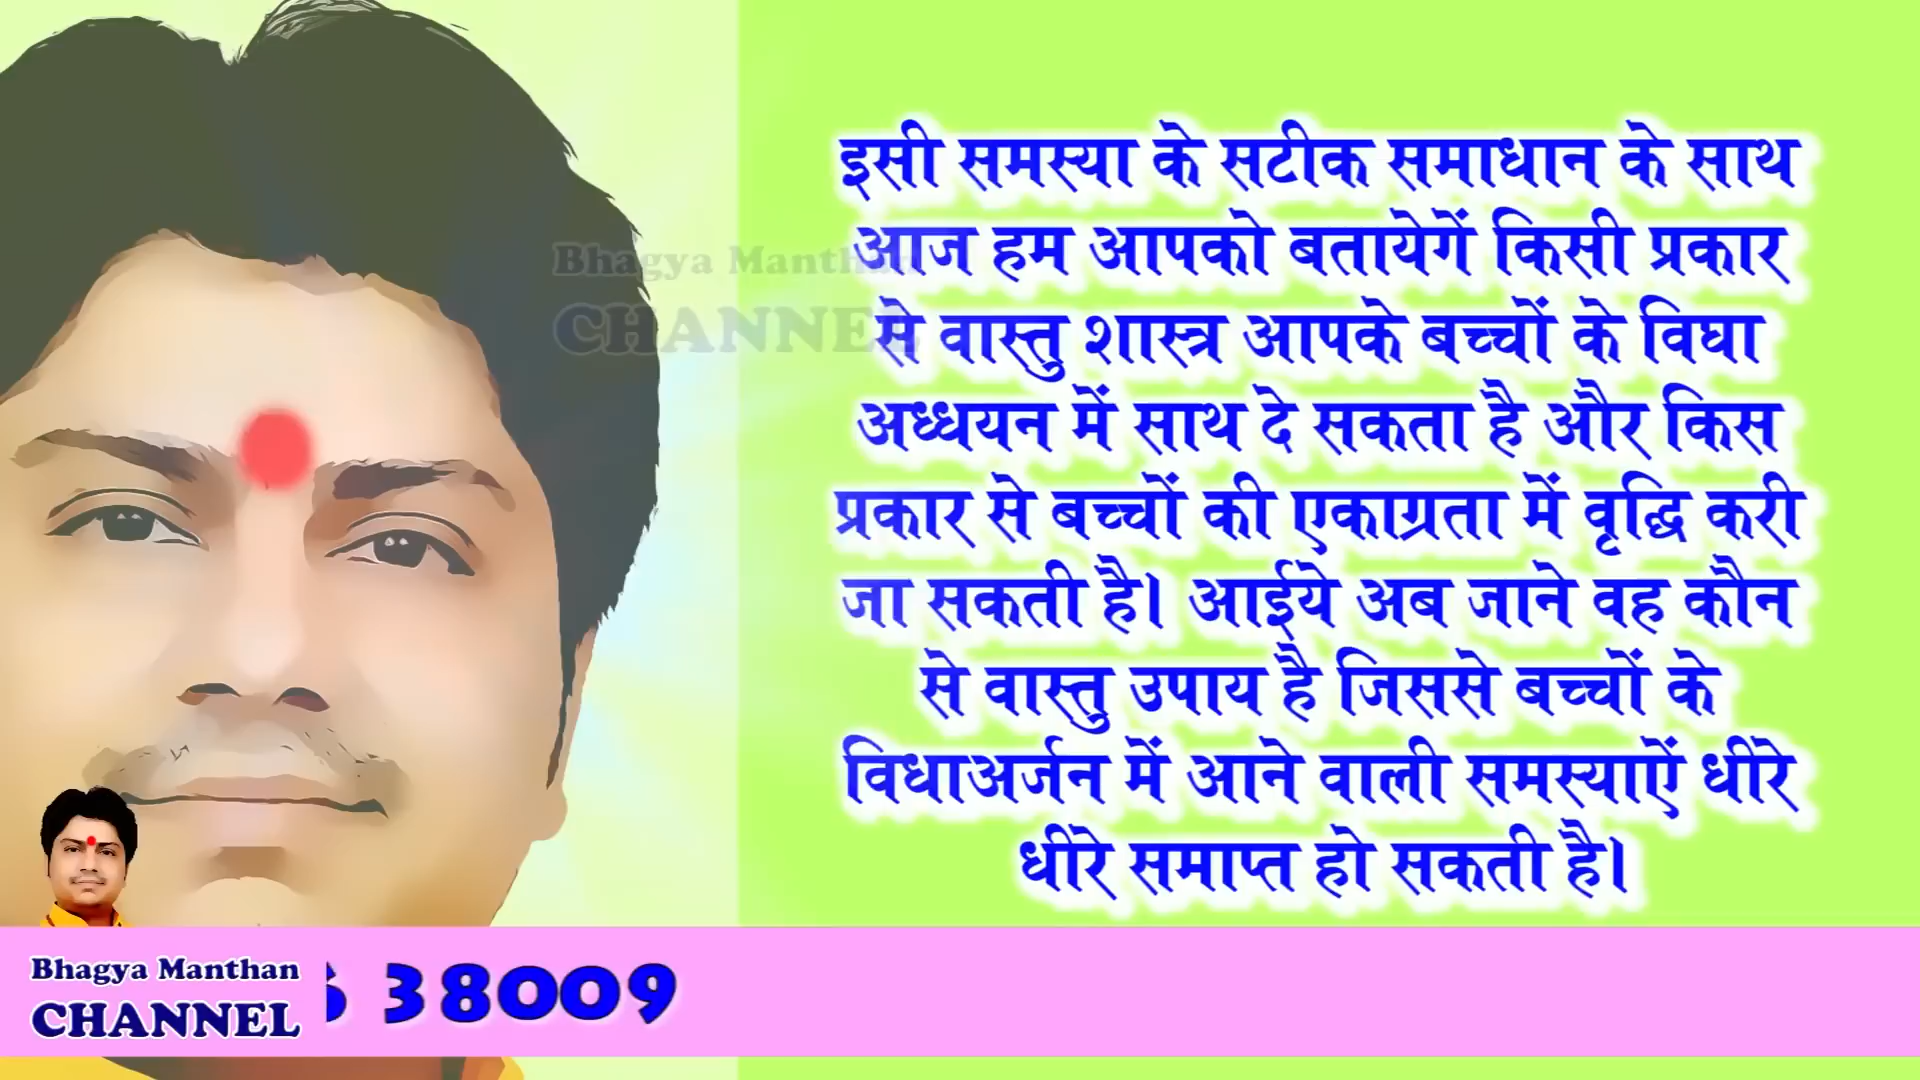 इसी समस्या के सटीक समाधान के साथ
आज हम आपको बतायेगें किसी प्रकार
से वास्तु शास्त्र आपके बच्चों के विघा
अध्धयन में साथ दे सकता है और किस
प्रकार से बच्चों की एकाग्रता में वृद्धि करी
जा सकती है। आईये अब जाने वह कौन
से वास्तु उपाय है जिससे बच्चों के
विधाअर्जन में आने वाली समस्याऐं धीरे
धीरे समाप्त हो सकती है।
Bhagya Manthan
CHANNEL
Bhagya Manthan
CHANNEL
38009